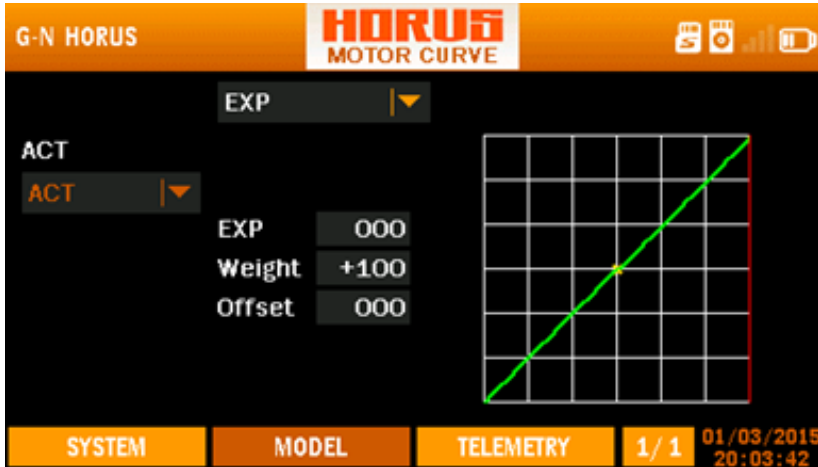 G-N HORUS
HORUS
MOTOR CURVE
EXP
ACT
ACT
EXP 000
Weight +100
Offset 000
SYSTEM MODEL TELEMETRY 1/1 01/03/2015
20:03:42